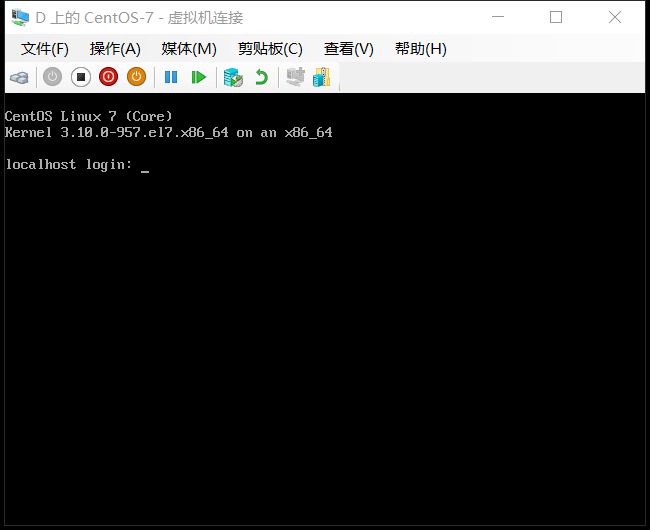 D 上的 CentOS-7 - 虚拟机连接
文件(F) 操作(A) 媒体(M) 剪贴板(C) 查看(V) 帮助(H)
CentOS Linux 7 (Core)
Kernel 3.10.0-957.el7.x86_64 on an x86_64
localhost login: _